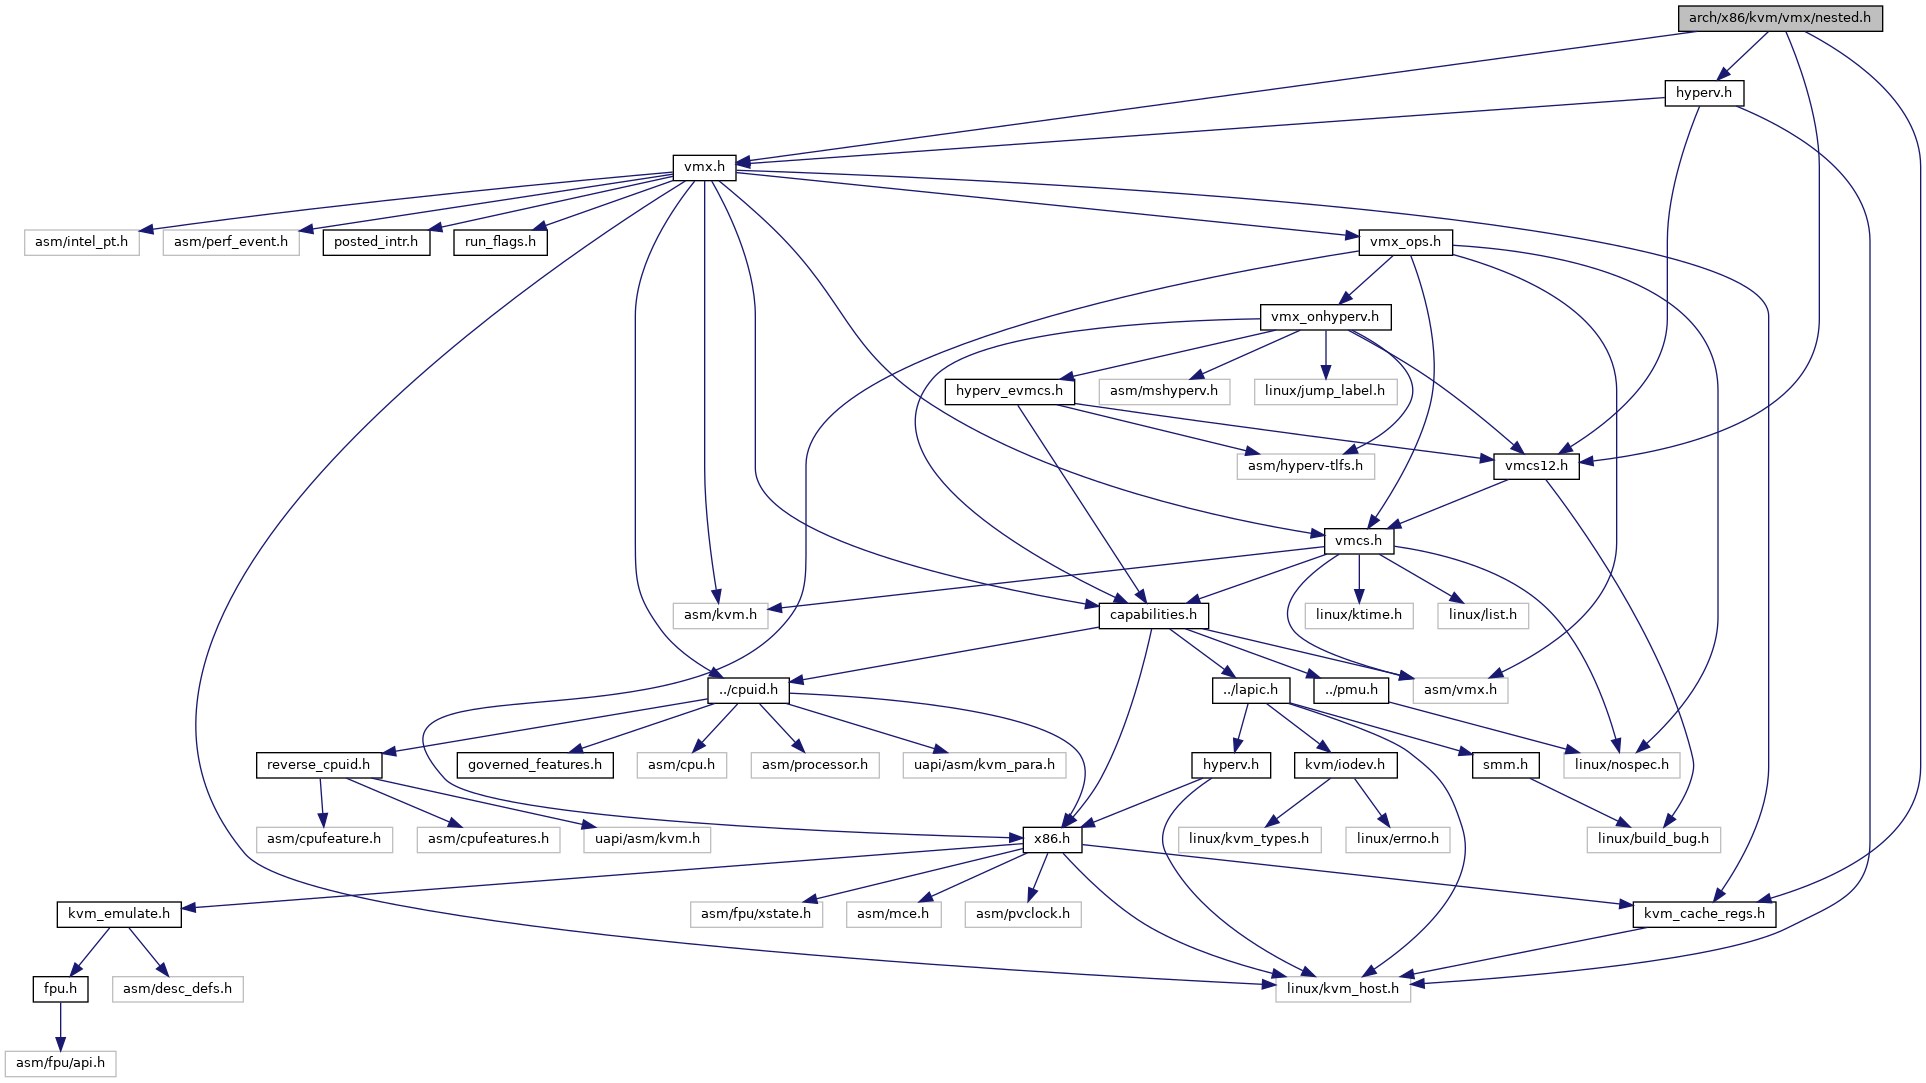 arch/x86/kvm/vmx/nested.h
hyperv.h
vmx.h
asm/intel_pt.h
asm/perf_event.h
posted_intr.h
run_flags.h
vmx_ops.h
vmx_onhyperv.h
hyperv_evmcs.h
asm/mshyperv.h
linux/jump_label.h
asm/hyperv-tlfs.h
vmcs12.h
vmcs.h
asm/kvm.h
capabilities.h
linux/ktime.h
linux/list.h
../cpuid.h
../lapic.h
../pmu.h
asm/vmx.h
reverse_cpuid.h
governed_features.h
asm/cpu.h
asm/processor.h
uapi/asm/kvm_para.h
hyperv.h
kvm/iodev.h
smm.h
linux/nospec.h
asm/cpufeature.h
asm/cpufeatures.h
uapi/asm/kvm.h
x86.h
linux/kvm_types.h
linux/errno.h
linux/build_bug.h
kvm_emulate.h
asm/fpu/xstate.h
asm/mce.h
asm/pvclock.h
kvm_cache_regs.h
fpu.h
asm/desc_defs.h
linux/kvm_host.h
asm/fpu/api.h